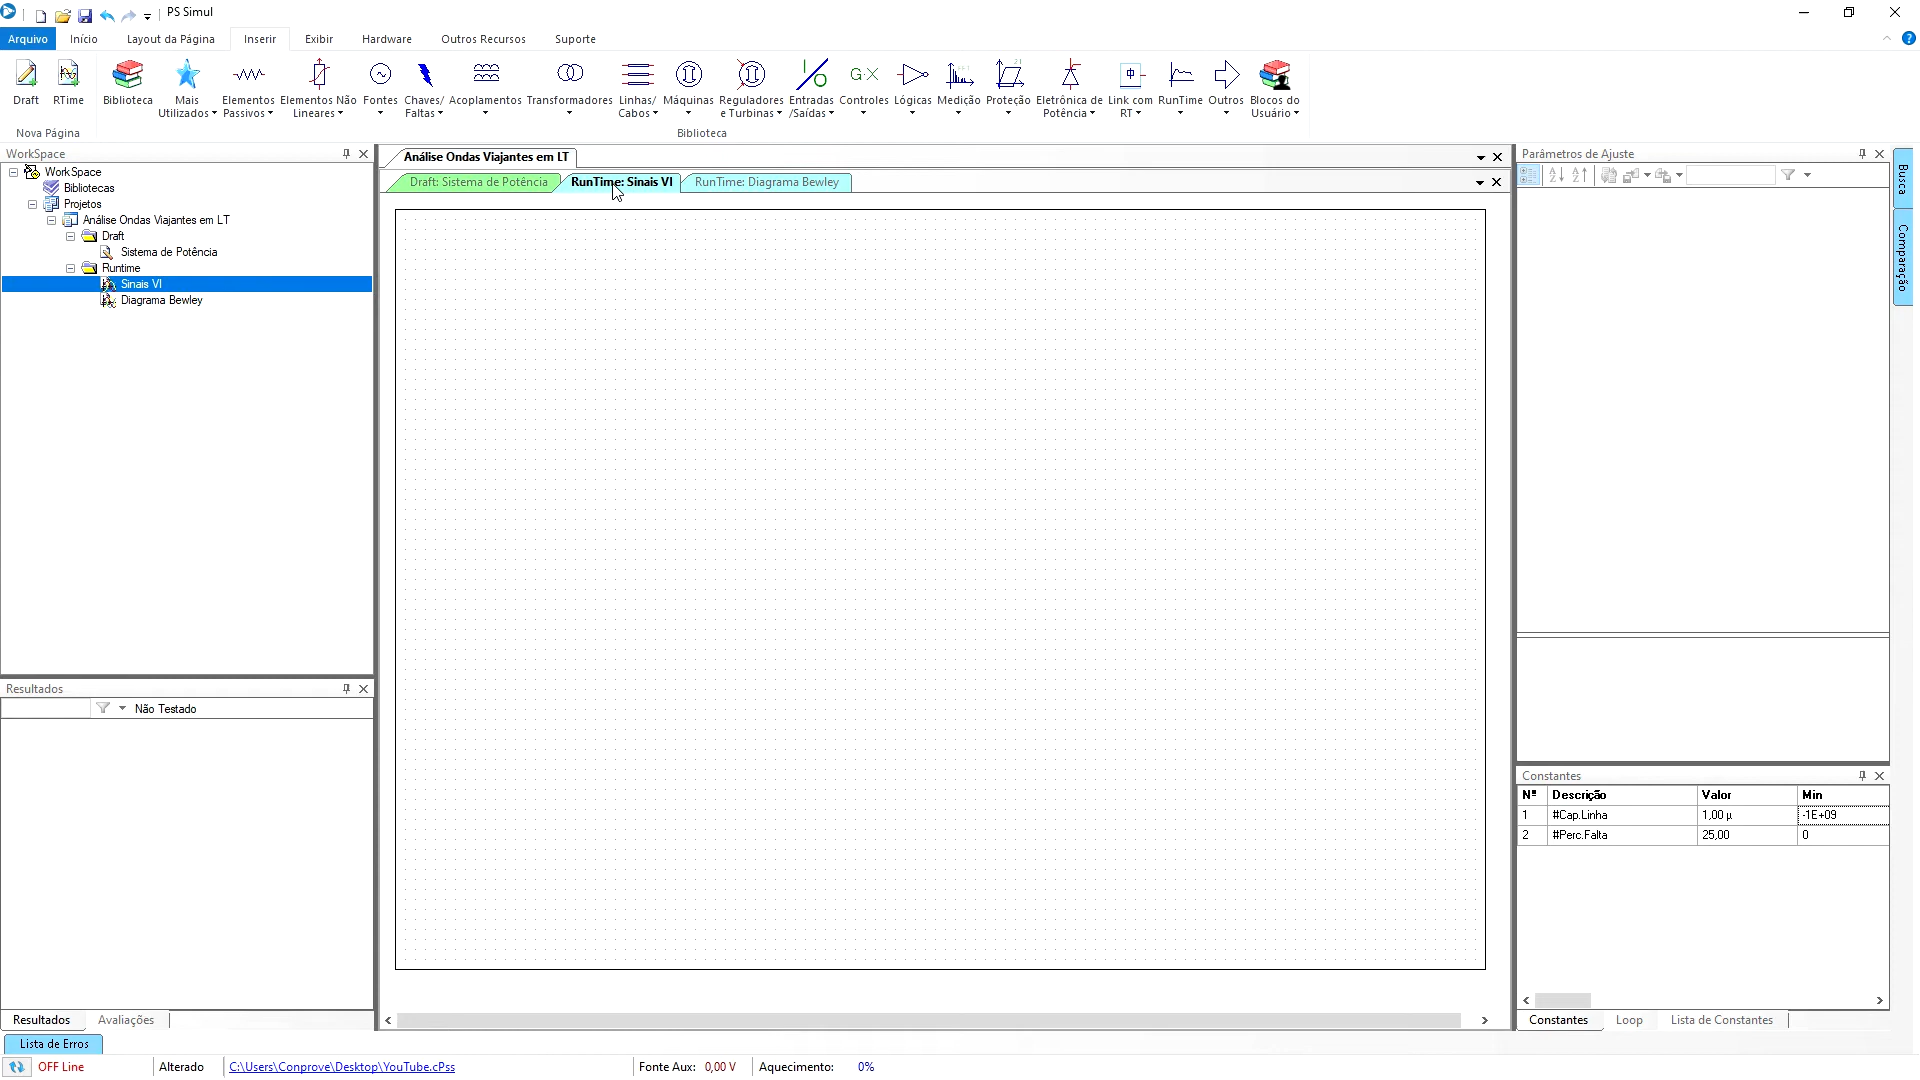 PS Simul
Arquivo Início Layout da Página Inserir Exibir Hardware Outros Recursos Suporte
Draft RTime Biblioteca Mais Utilizados Elementos Passivos Elementos Não Lineares Fontes Chaves/ Faltas Acoplamentos Transformadores Linhas/ Cabos Máquinas Reguladores e Turbinas Entradas /Saídas Controles Lógicas Medição Proteção Eletrônica de Potência Link com RT RunTime Outros Blocos do Usuário
Nova Página Biblioteca
WorkSpace
WorkSpace
Bibliotecas
Projetos
Análise Ondas Viajantes em LT
Draft
Sistema de Potência
Runtime
Sinais VI
Diagrama Bewley
Resultados
Não Testado
Resultados Avaliações
Análise Ondas Viajantes em LT
Draft: Sistema de Potência RunTime: Sinais VI RunTime: Diagrama Bewley
Parâmetros de Ajuste
Busca
Comparação
Constantes
Nº Descrição Valor Min
1 #Cap.Linha 1,00 µ -1E+09
2 #Perc.Falta 25,00 0
Constantes Loop Lista de Constantes
Lista de Erros
OFF Line Alterado C:\Users\Conprove\Desktop\YouTube.cPss Fonte Aux: 0,00 V Aquecimento: 0%